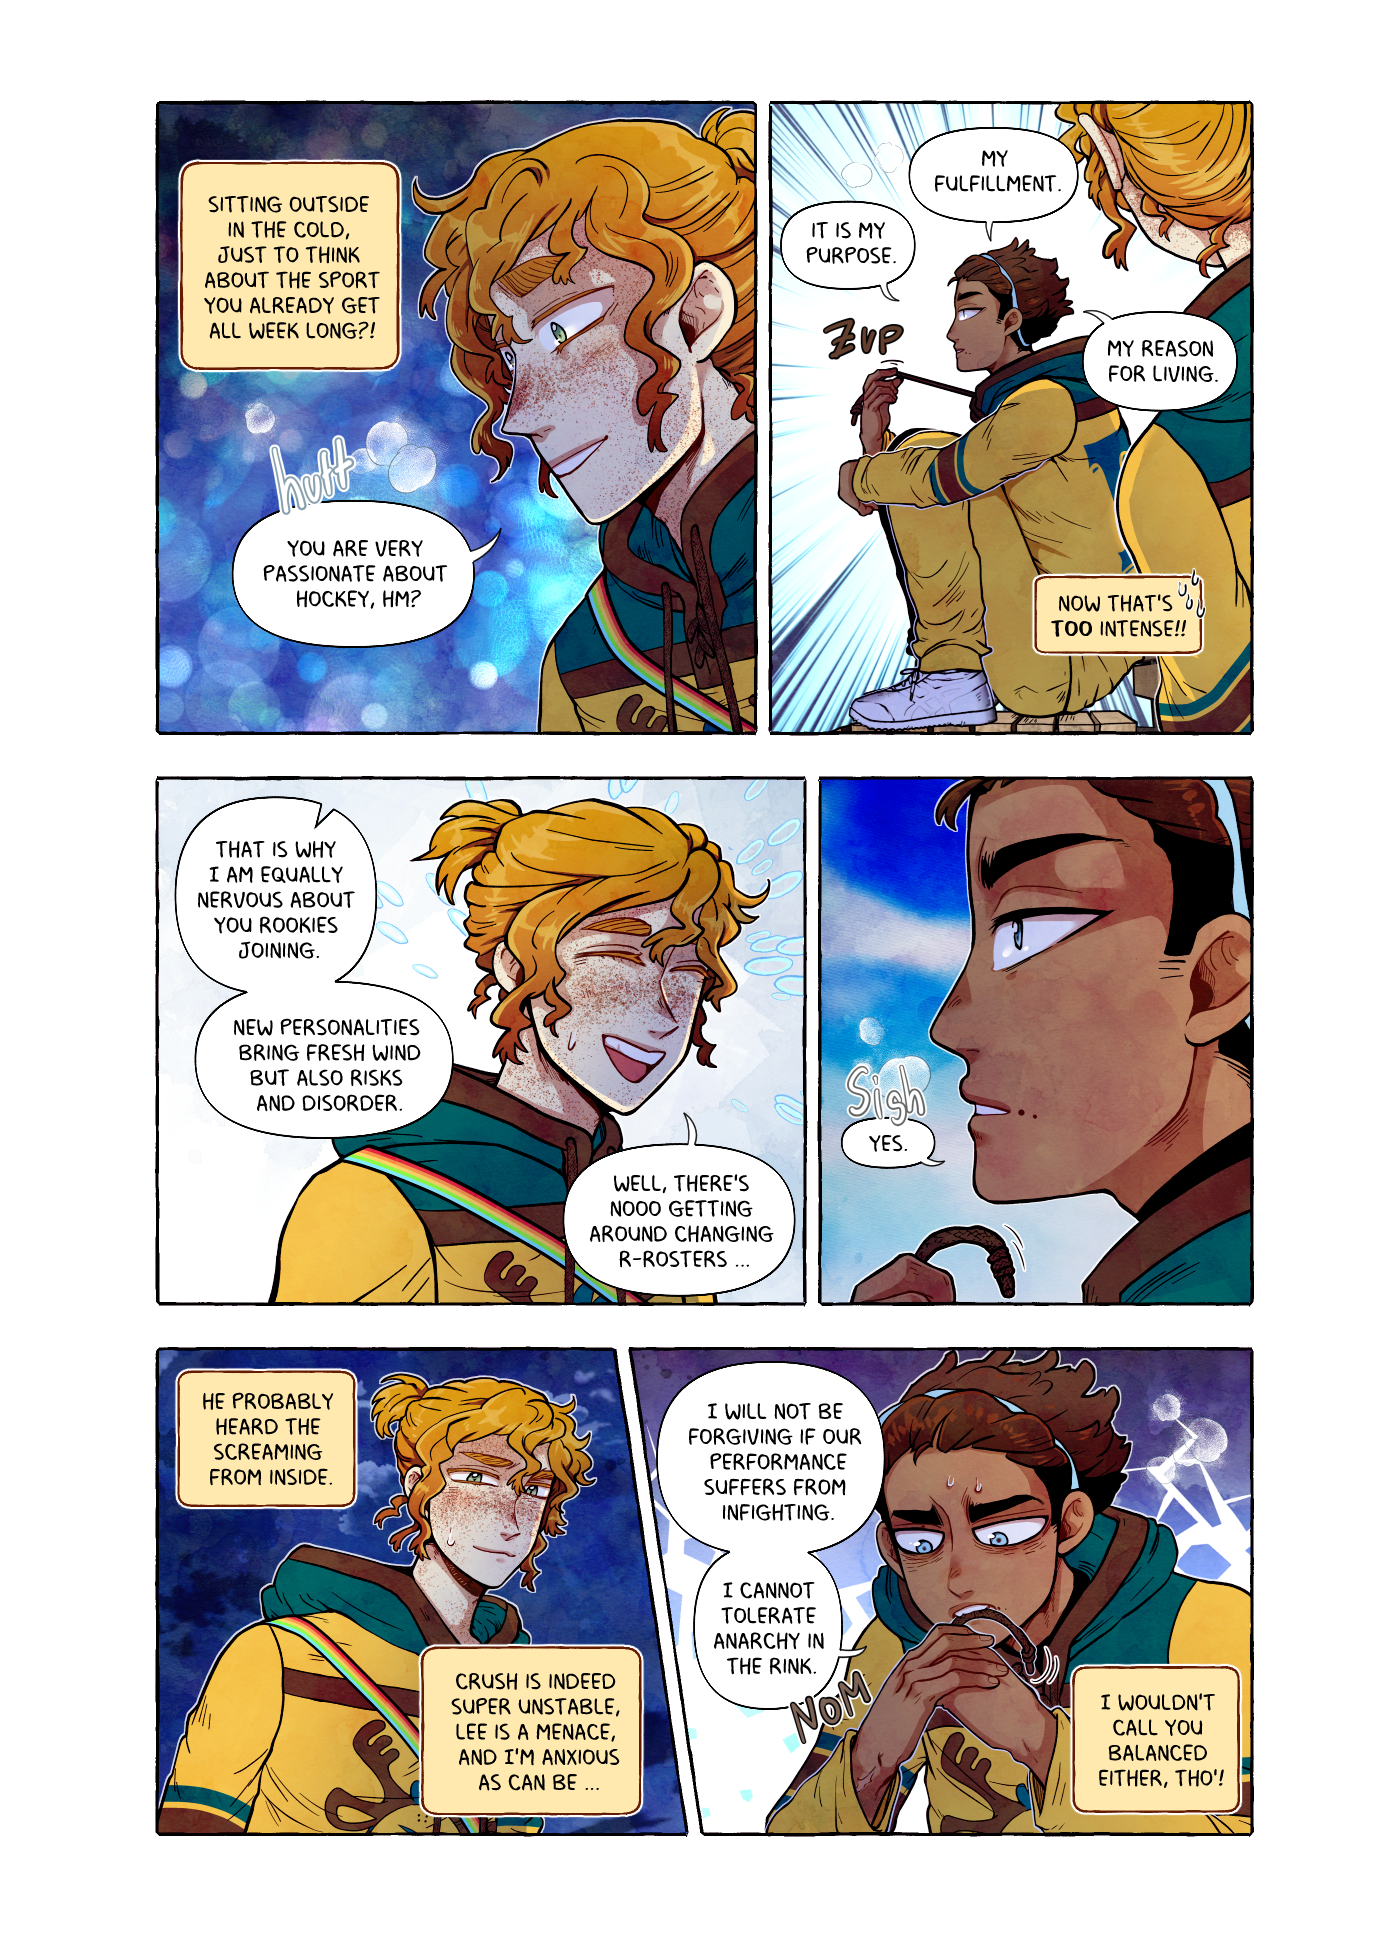 SITTING OUTSIDE
IN THE COLD,
JUST TO THINK
ABOUT THE SPORT
YOU ALREADY GET
ALL WEEK LONG?!
huff
YOU ARE VERY
PASSIONATE ABOUT
HOCKEY, HM?
MY
FULFILLMENT.
IT IS MY
PURPOSE.
ZUP
MY REASON
FOR LIVING.
NOW THAT'S
TOO INTENSE!!
THAT IS WHY
I AM EQUALLY
NERVOUS ABOUT
YOU ROOKIES
JOINING.
NEW PERSONALITIES
BRING FRESH WIND
BUT ALSO RISKS
AND DISORDER.
WELL, THERE'S
NOOO GETTING
AROUND CHANGING
R-ROSTERS ...
Sigh
YES.
HE PROBABLY
HEARD THE
SCREAMING
FROM INSIDE.
CRUSH IS INDEED
SUPER UNSTABLE,
LEE IS A MENACE,
AND I'M ANXIOUS
AS CAN BE ...
I WILL NOT BE
FORGIVING IF OUR
PERFORMANCE
SUFFERS FROM
INFIGHTING.
I CANNOT
TOLERATE
ANARCHY IN
THE RINK.
NOM
I WOULDN'T
CALL YOU
BALANCED
EITHER, THO'!